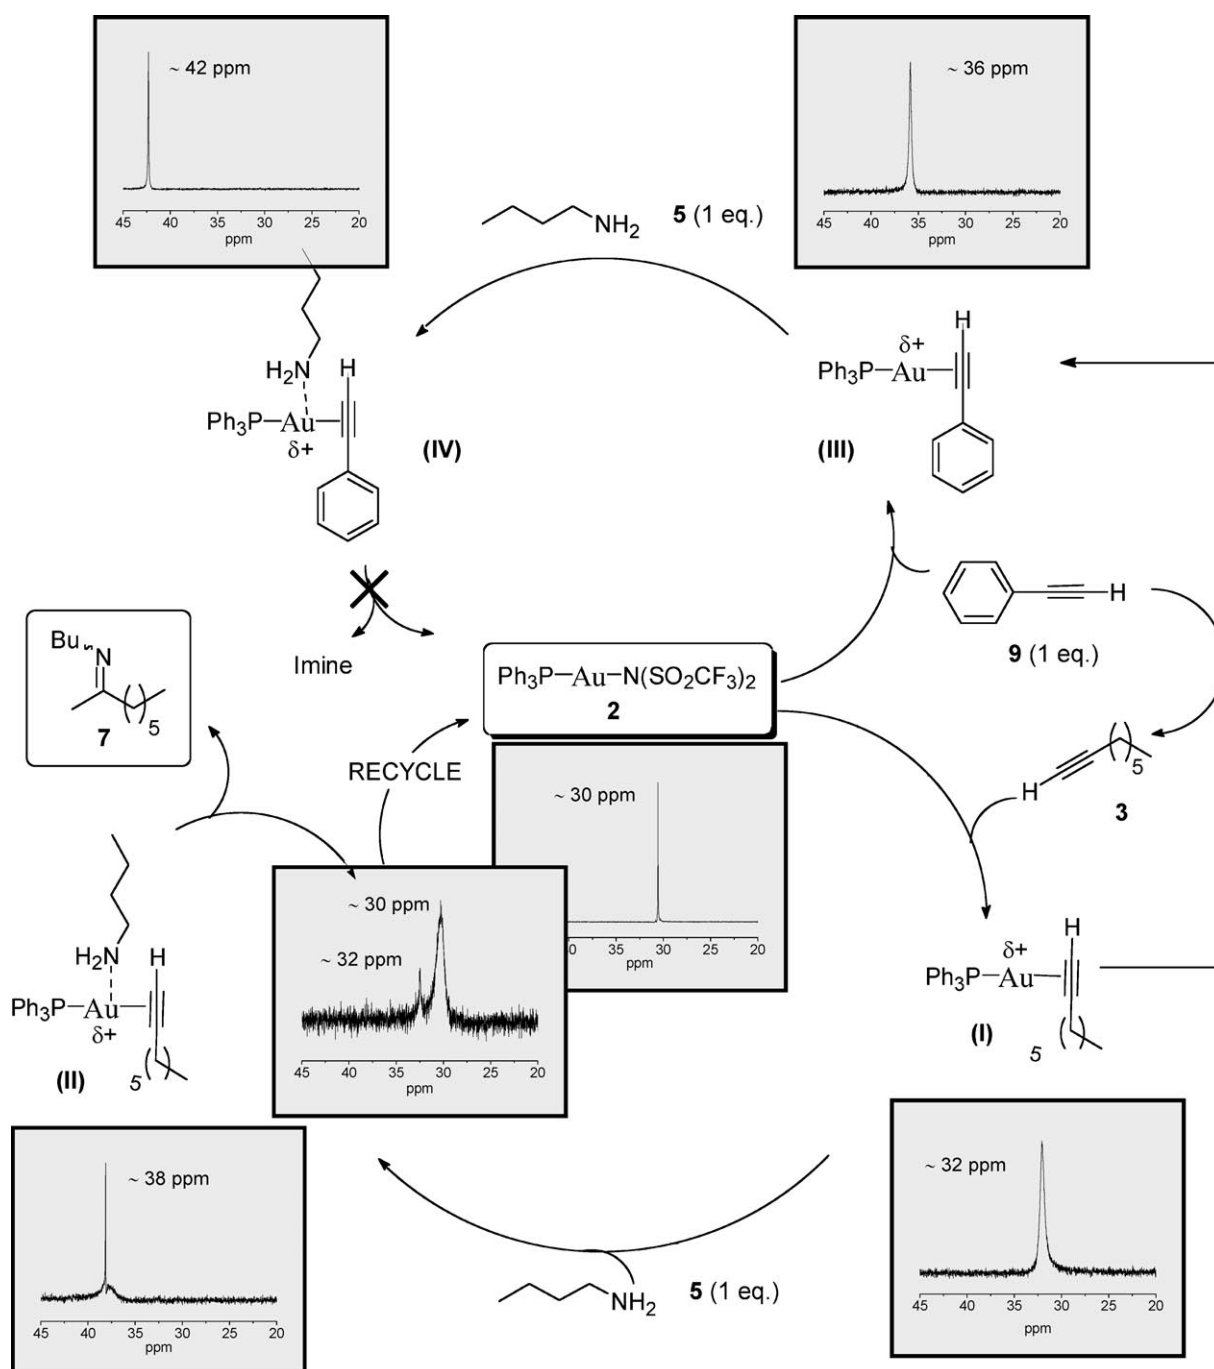 ~ 42 ppm
45 40 35 30 25 20
ppm
~ 36 ppm
45 40 35 30 25 20
ppm
NH2 5 (1 eq.)
H
δ+
Ph3P Au
(III)
H2N H
Ph3P Au
δ+
(IV)
H
9 (1 eq.)
Imine
Bu N
5
7
Ph3P Au N(SO2CF3)2
2
RECYCLE
~ 30 ppm
0 35 30 25 20
ppm
H
5
3
~ 30 ppm
~ 32 ppm
45 40 35 30 25 20
ppm
H2N H
Ph3P Au
δ+
(II)
5
H
δ+
Ph3P Au
(I)
5
~ 38 ppm
45 40 35 30 25 20
ppm
~ 32 ppm
45 40 35 30 25 20
ppm
NH2 5 (1 eq.)